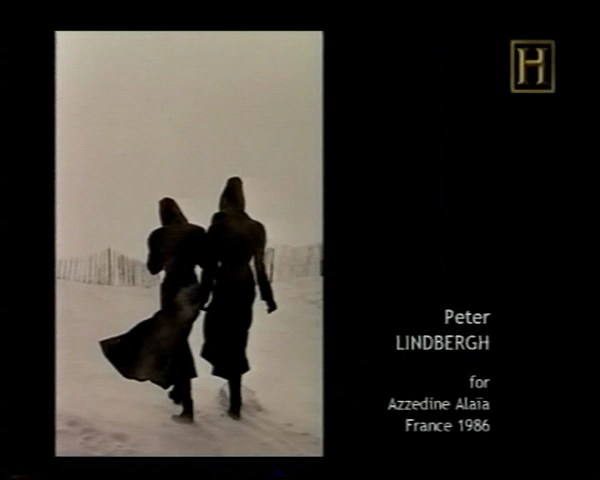 H
Peter
LINDBERGH
for
Azzedine Alaïa
France 1986